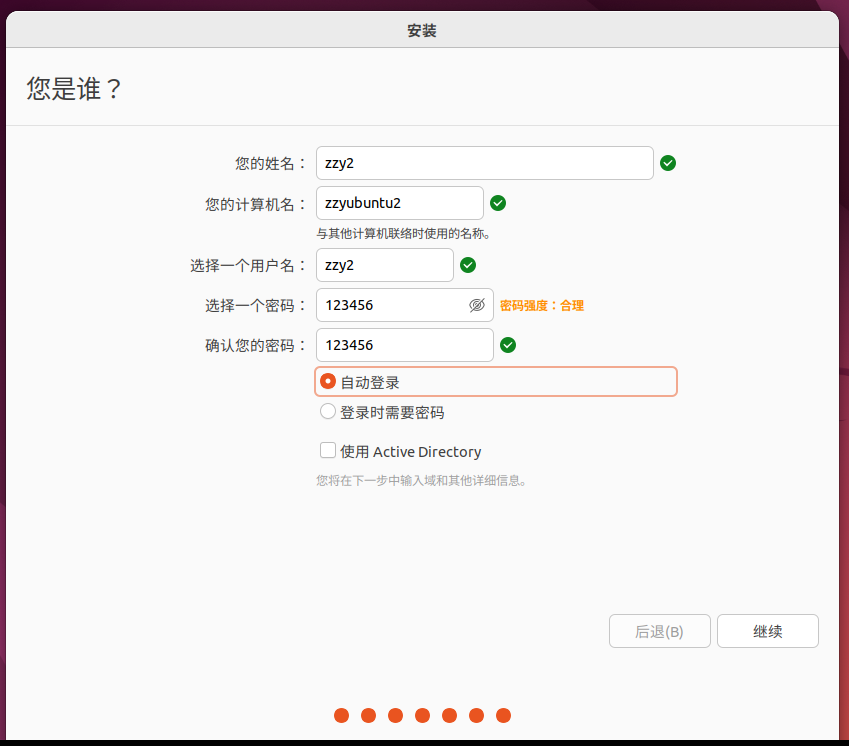 安装
您是谁？
您的姓名： zzy2
您的计算机名： zzyubuntu2
与其他计算机联络时使用的名称。
选择一个用户名： zzy2
选择一个密码： 123456 密码强度：合理
确认您的密码： 123456
自动登录
登录时需要密码
使用 Active Directory
您将在下一步中输入域和其他详细信息。
后退(B) 继续